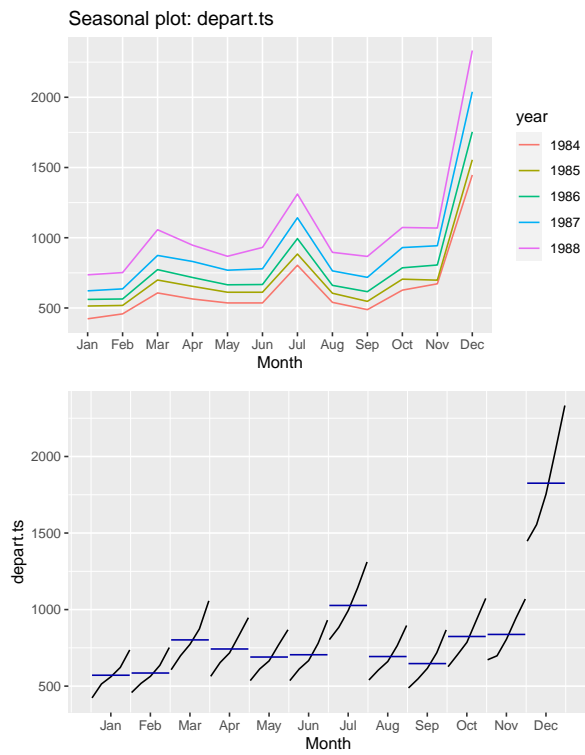 Seasonal plot: depart.ts
2000
1500
1000
500
Jan Feb Mar Apr May Jun Jul Aug Sep Oct Nov Dec
Month
year
1984
1985
1986
1987
1988
depart.ts
2000
1500
1000
500
Jan Feb Mar Apr May Jun Jul Aug Sep Oct Nov Dec
Month